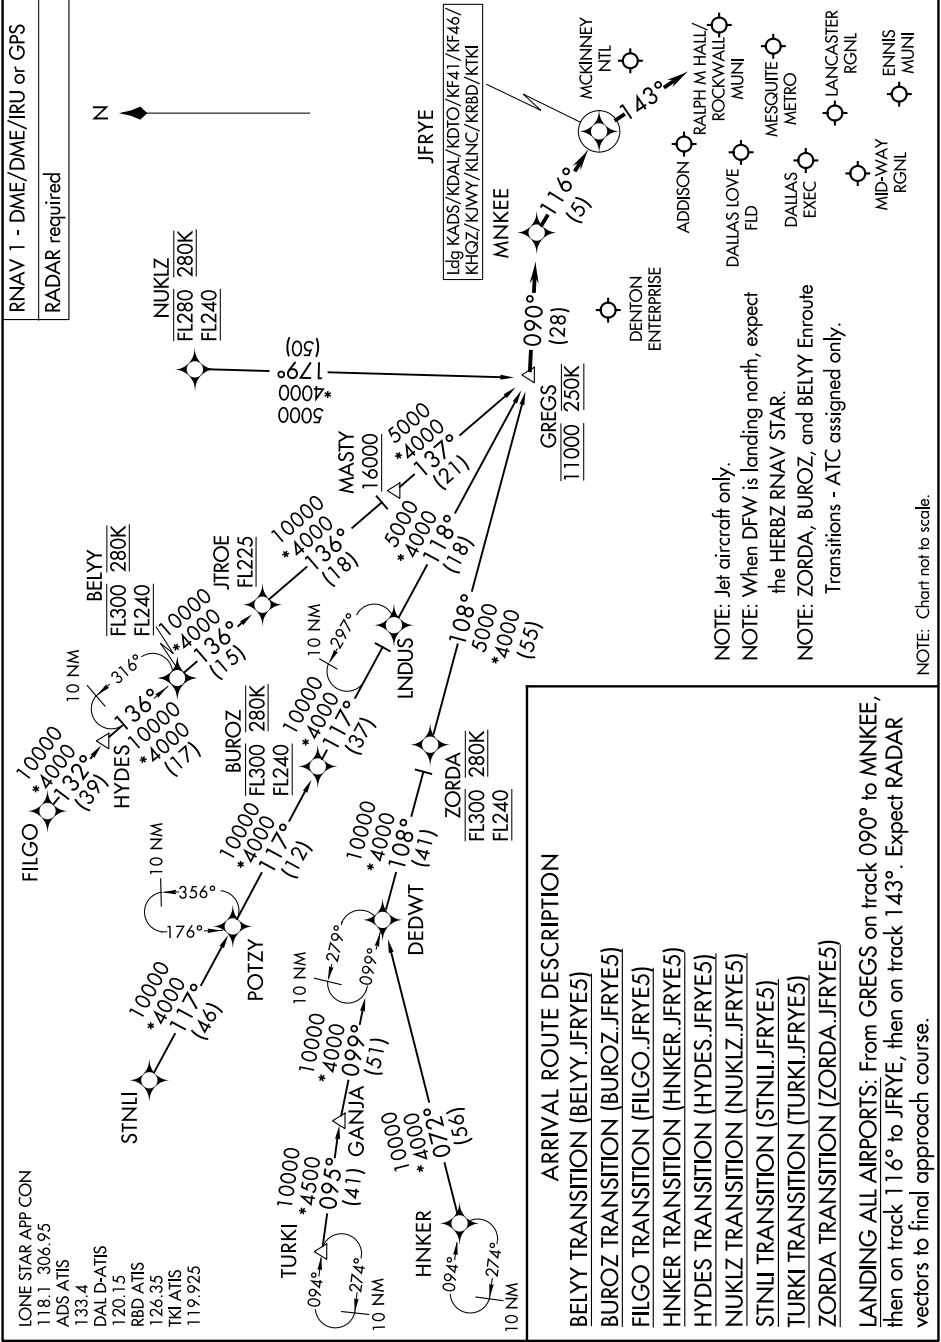 RNAV 1 - DME/DME/IRU or GPS
RADAR required
LONE STAR APP CON
118.1 306.95
ADS ATIS
133.4
DAL D-ATIS
120.15
RBD ATIS
126.35
TKI ATIS
119.925
N
NUKLZ
FL280 280K
FL240
5000
*4000
179°
(50)
JFRYE
Ldg KADS/KDAL/KDTO/KF41/KF46/
KHQZ/KJWY/KLNC/KRBD/KTKI
MCKINNEY
NTL
143°
MNKEE
116°
(5)
090°
(28)
GREGS
11000 250K
ADDISON
RALPH M HALL/
ROCKWALL
MUNI
DALLAS LOVE
FLD
MESQUITE
METRO
DALLAS
EXEC
LANCASTER
RGNL
MID-WAY
RGNL
ENNIS
MUNI
DENTON
ENTERPRISE
FILGO
10000
*4000
132°
(39)
HYDES
10 NM
316°
136°
10000
*4000
(17)
BELYY
FL300 280K
FL240
10000
*4000
136°
(15)
JTROE
FL225
10000
*4000
136°
(18)
MASTY
16000
5000
*4000
137°
(21)
STNLI
10000
*4000
117°
(46)
POTZY
10 NM
356°
176°
10000
*4000
117°
(12)
BUROZ
FL300 280K
FL240
10000
*4000
117°
(37)
10 NM
297°
LNDUS
5000
*4000
118°
(18)
TURKI
10 NM
094°
274°
10000
*4500
095°
(41)
GANJA
10000
*4000
099°
(51)
10 NM
279°
099°
DEDWT
HNKER
10 NM
094°
274°
10000
*4000
072°
(56)
10000
*4000
108°
(41)
ZORDA
FL300 280K
FL240
108°
5000
*4000
(55)
NOTE: Jet aircraft only.
NOTE: When DFW is landing north, expect
the HERBZ RNAV STAR.
NOTE: ZORDA, BUROZ, and BELYY Enroute
Transitions - ATC assigned only.
NOTE: Chart not to scale.
ARRIVAL ROUTE DESCRIPTION
BELYY TRANSITION (BELYY.JFRYE5)
BUROZ TRANSITION (BUROZ.JFRYE5)
FILGO TRANSITION (FILGO.JFRYE5)
HNKER TRANSITION (HNKER.JFRYE5)
HYDES TRANSITION (HYDES.JFRYE5)
NUKLZ TRANSITION (NUKLZ.JFRYE5)
STNLI TRANSITION (STNLI.JFRYE5)
TURKI TRANSITION (TURKI.JFRYE5)
ZORDA TRANSITION (ZORDA.JFRYE5)
LANDING ALL AIRPORTS: From GREGS on track 090° to MNKEE,
then on track 116° to JFRYE, then on track 143°. Expect RADAR
vectors to final approach course.